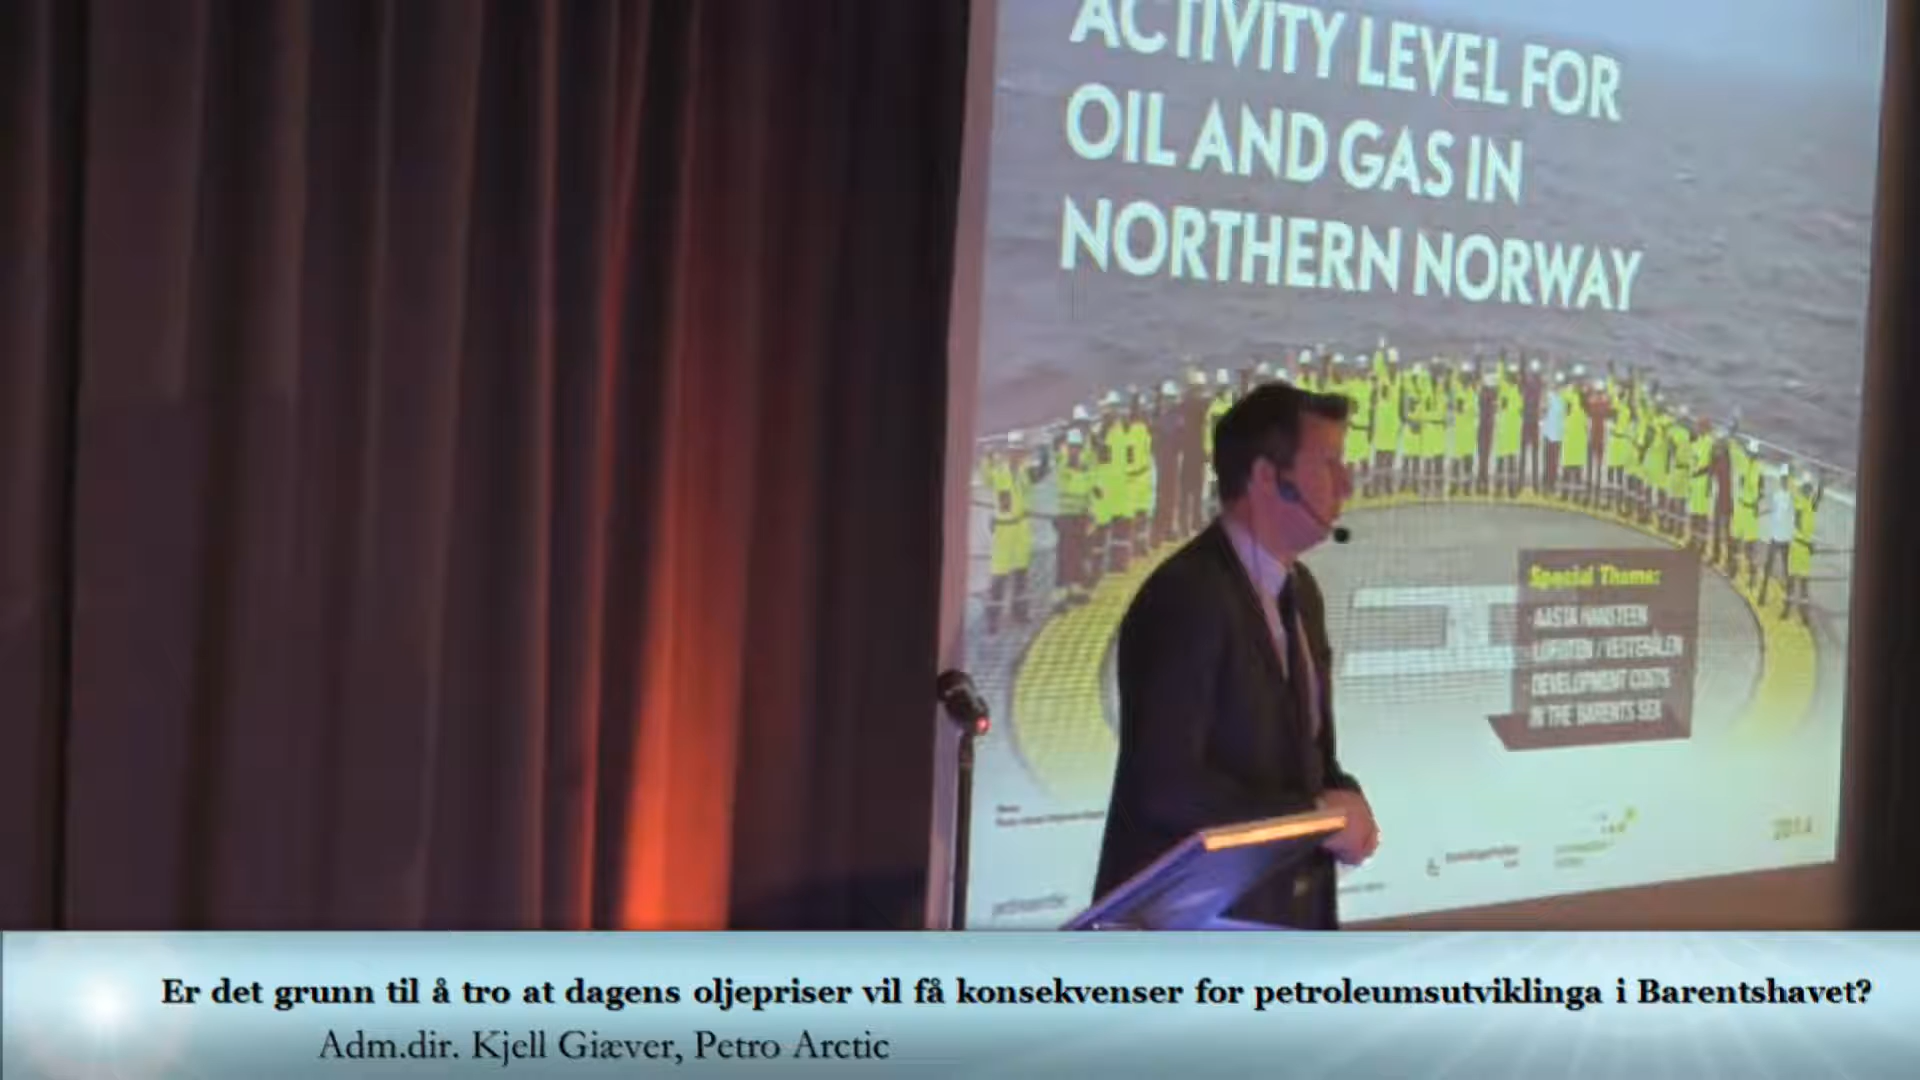 ACTIVITY LEVEL FOR
OIL AND GAS IN
NORTHERN NORWAY
Special Theme:
- AASTA HANSTEEN
- LOFOTEN / VESTERÅLEN
- DEVELOPMENT COSTS
IN THE BARENTS SEA
2014
Er det grunn til å tro at dagens oljepriser vil få konsekvenser for petroleumsutviklinga i Barentshavet?
Adm.dir. Kjell Giæver, Petro Arctic